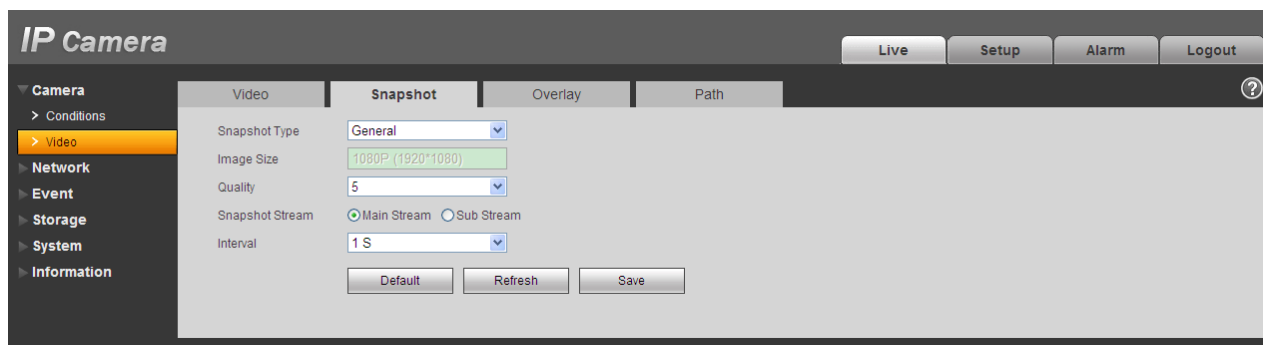 IP Camera
Live Setup Alarm Logout
Camera
> Conditions
> Video
Network
Event
Storage
System
Information
Video Snapshot Overlay Path
?
Snapshot Type General
Image Size 1080P (1920*1080)
Quality 5
Snapshot Stream Main Stream Sub Stream
Interval 1 S
Default Refresh Save